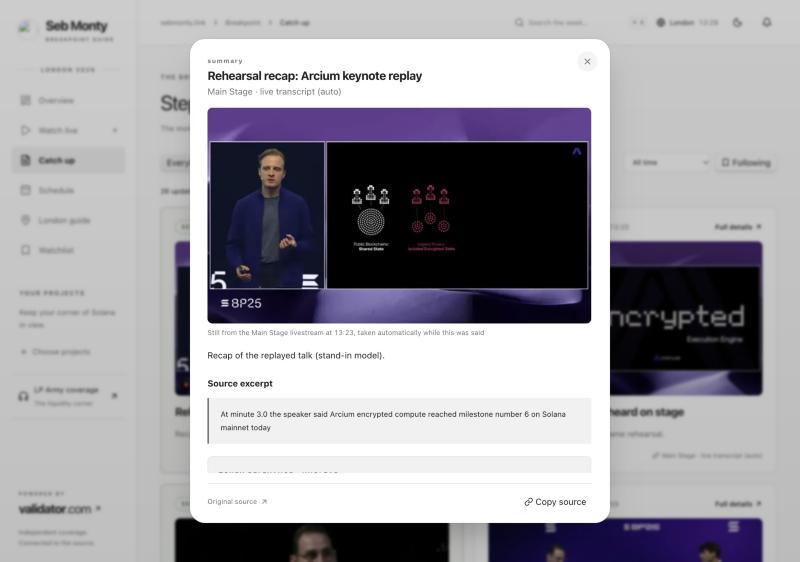 Seb Monty
BREAKPOINT GUIDE
LONDON 2026
Overview
Watch live
Catch up
Schedule
London guide
Watchlist
YOUR PROJECTS
Keep your corner of Solana
in view.
Choose projects
LP Army coverage
The liquidity corner
POWERED BY
validator.com
Independent coverage.
Connected to the source.
sebmonty.link > Breakpoint > Catch up
Search the week...
London 13:29
All time
Following
summary
Rehearsal recap: Arcium keynote replay
Main Stage · live transcript (auto)
Public Blockchains:
Shared State
Isolated Encrypted State
BP25
Still from the Main Stage livestream at 13:23, taken automatically while this was said
Recap of the replayed talk (stand-in model).
Source excerpt
At minute 3.0 the speaker said Arcium encrypted compute reached milestone number 6 on Solana
mainnet today
Original source
Copy source
Full details
ncrypted
Execution Engine
heard on stage
Main Stage · live transcript (auto)
Full details